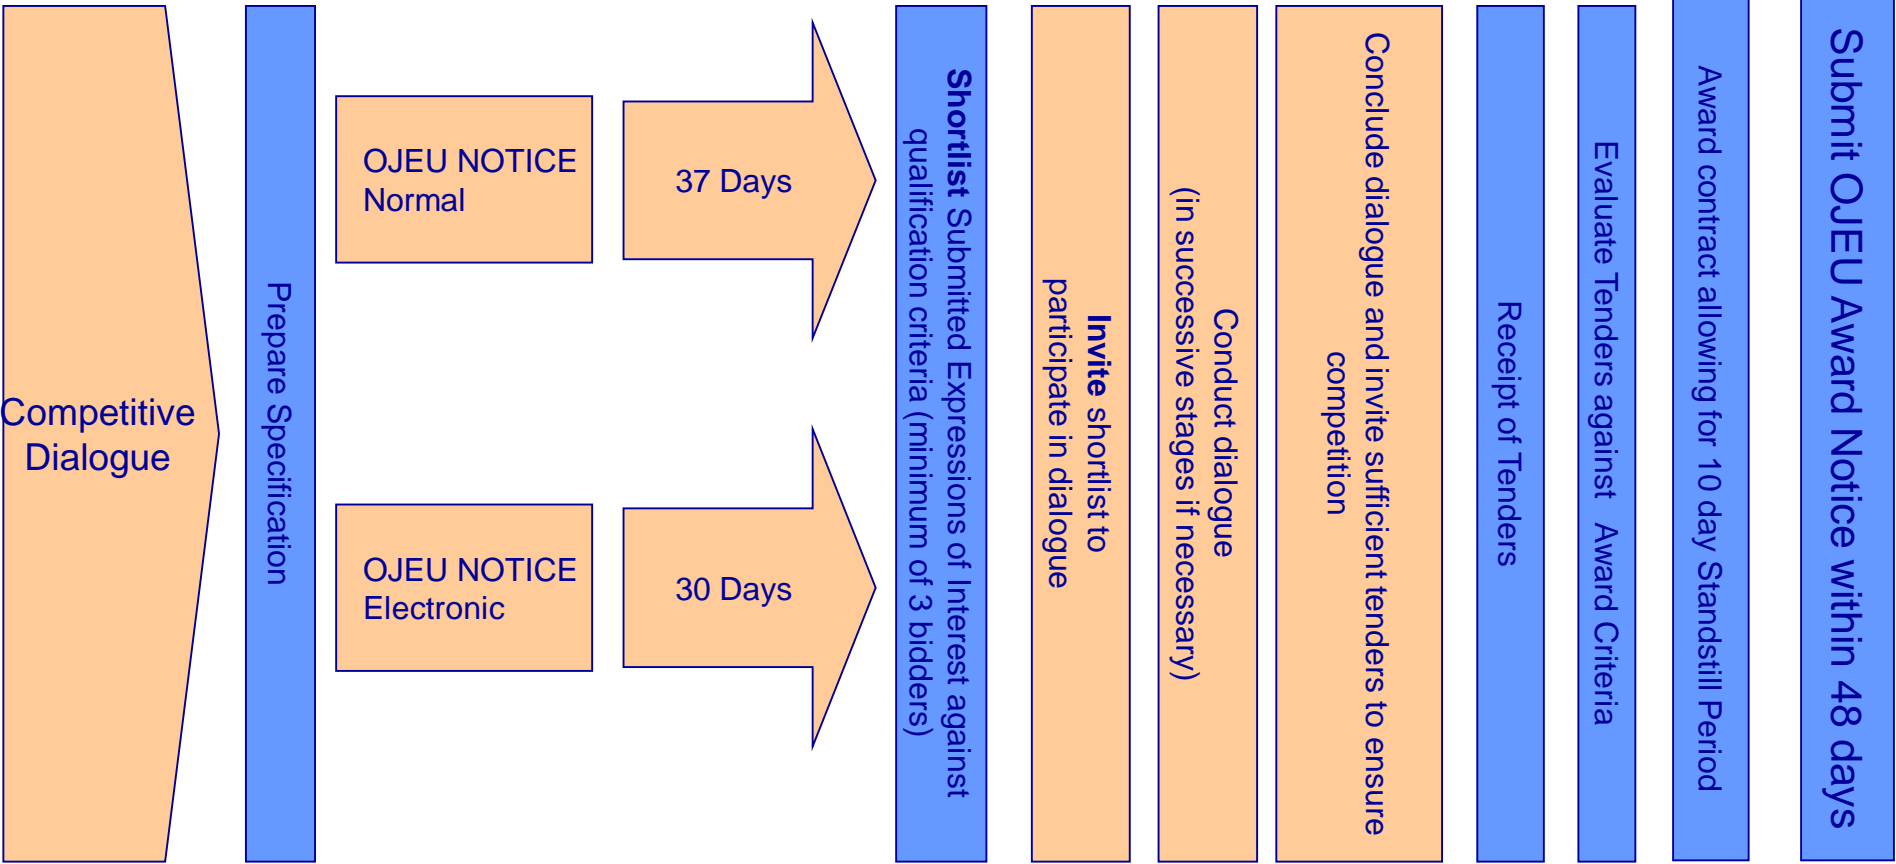 Competitive
Dialogue
Prepare Specification
OJEU NOTICE
Normal
37 Days
OJEU NOTICE
Electronic
30 Days
Shortlist Submitted Expressions of Interest against
qualification criteria (minimum of 3 bidders)
Invite shortlist to
participate in dialogue
Conduct dialogue
(in successive stages if necessary)
Conclude dialogue and invite sufficient tenders to ensure
competition
Receipt of Tenders
Evaluate Tenders against Award Criteria
Award contract allowing for 10 day Standstill Period
Submit OJEU Award Notice within 48 days